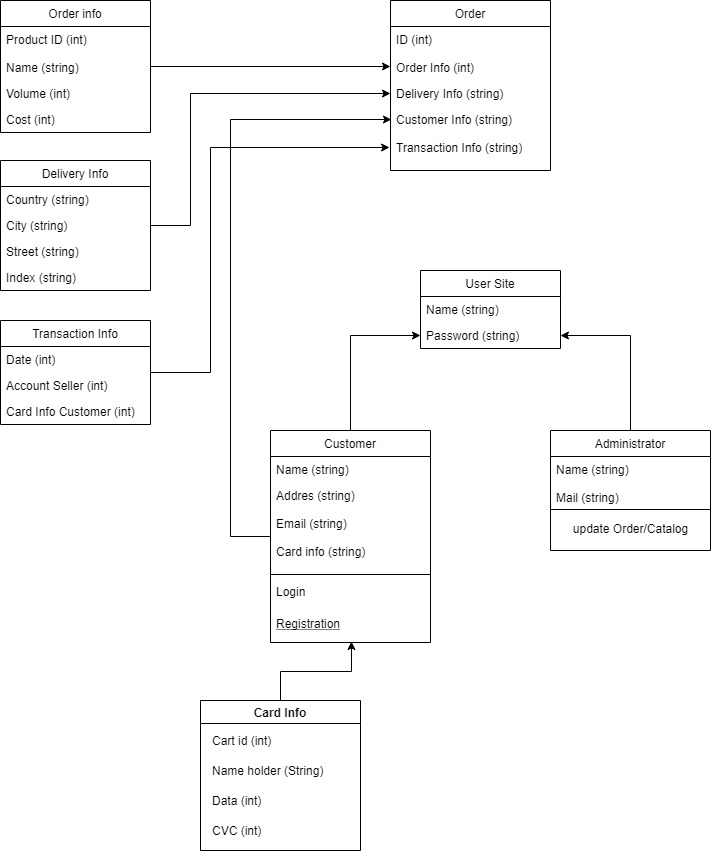 Order info
Product ID (int)
Name (string)
Volume (int)
Cost (int)
Order
ID (int)
Order Info (int)
Delivery Info (string)
Customer Info (string)
Transaction Info (string)
Delivery Info
Country (string)
City (string)
Street (string)
Index (string)
User Site
Name (string)
Password (string)
Transaction Info
Date (int)
Account Seller (int)
Card Info Customer (int)
Customer
Name (string)
Addres (string)
Email (string)
Card info (string)
Login
Registration
Administrator
Name (string)
Mail (string)
update Order/Catalog
Card Info
Cart id (int)
Name holder (String)
Data (int)
CVC (int)